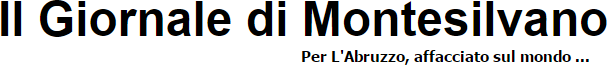 Il Giornale di Montesilvano
Per L'Abruzzo, affacciato sul mondo ...